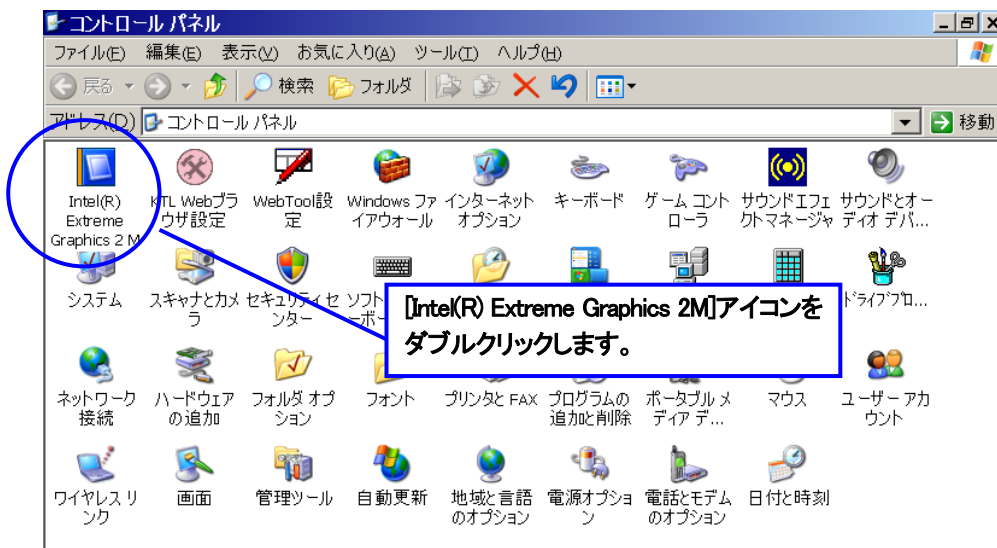 コントロール パネル
ファイル(F) 編集(E) 表示(V) お気に入り(A) ツール(T) ヘルプ(H)
戻る 検索 フォルダ
アドレス(D) コントロール パネル 移動
Intel(R)
Extreme
Graphics 2 M
KTL Webブラ
ウザ設定
WebTool設
定
Windows ファ
イアウォール
インターネット
オプション
キーボード
ゲーム コント
ローラ
サウンドエフェ
クトマネージャ
サウンドとオー
ディオ デバ...
システム
スキャナとカメ
ラ
セキュリティ セ
ンター
ソフト
ーボー
ドライブプロ...
[Intel(R) Extreme Graphics 2M]アイコンを
ダブルクリックします。
ネットワーク
接続
ハードウェア
の追加
フォルダ オプ
ション
フォント
プリンタと FAX
プログラムの
追加と削除
ポータブル メ
ディア デ...
マウス
ユーザー アカ
ウント
ワイヤレス リ
ンク
画面
管理ツール
自動更新
地域と言語
のオプション
電源オプショ
ン
電話とモデム
のオプション
日付と時刻